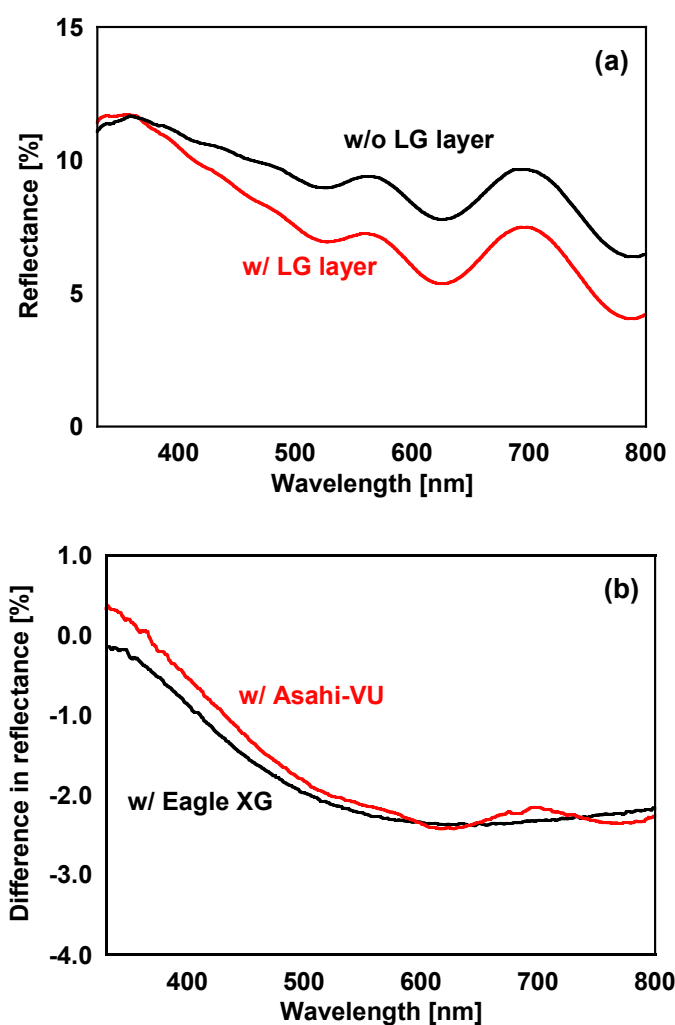 (a)
15
10
5
0
Reflectance [%]
w/o LG layer
w/ LG layer
400 500 600 700 800
Wavelength [nm]
(b)
1.0
0.0
-1.0
-2.0
-3.0
-4.0
Difference in reflectance [%]
w/ Asahi-VU
w/ Eagle XG
400 500 600 700 800
Wavelength [nm]